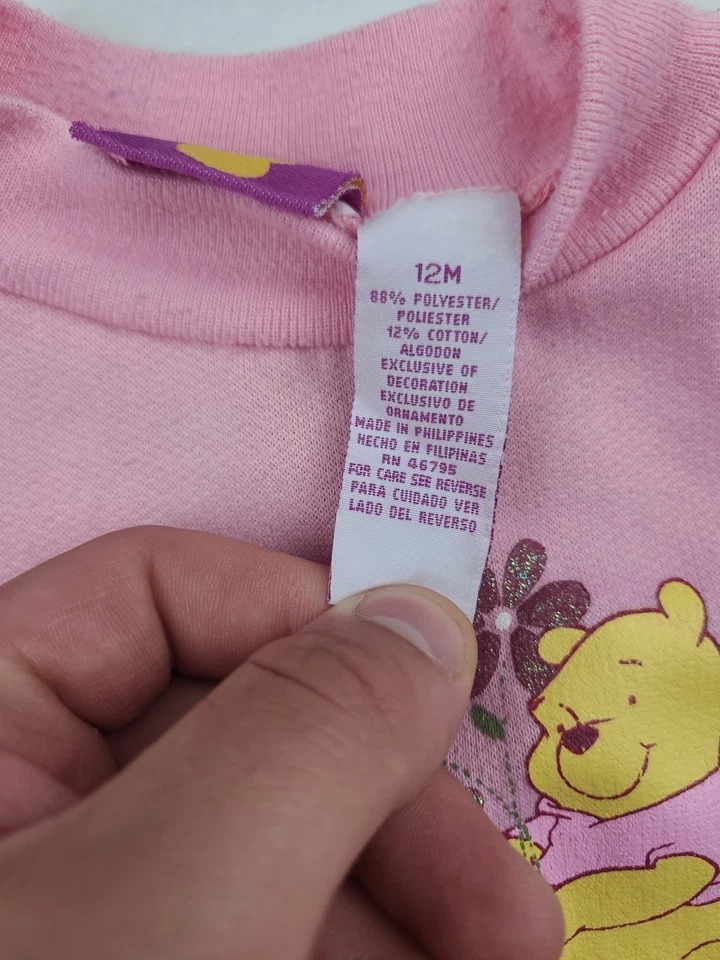 12M
88% POLYESTER/
POLIESTER
12% COTTON/
ALGODON
EXCLUSIVE OF
DECORATION
EXCLUSIVO DE
ORNAMENTO
MADE IN PHILIPPINES
HECHO EN FILIPINAS
RN 46795
FOR CARE SEE REVERSE
PARA CUIDADO VER
LADO DEL REVERSO